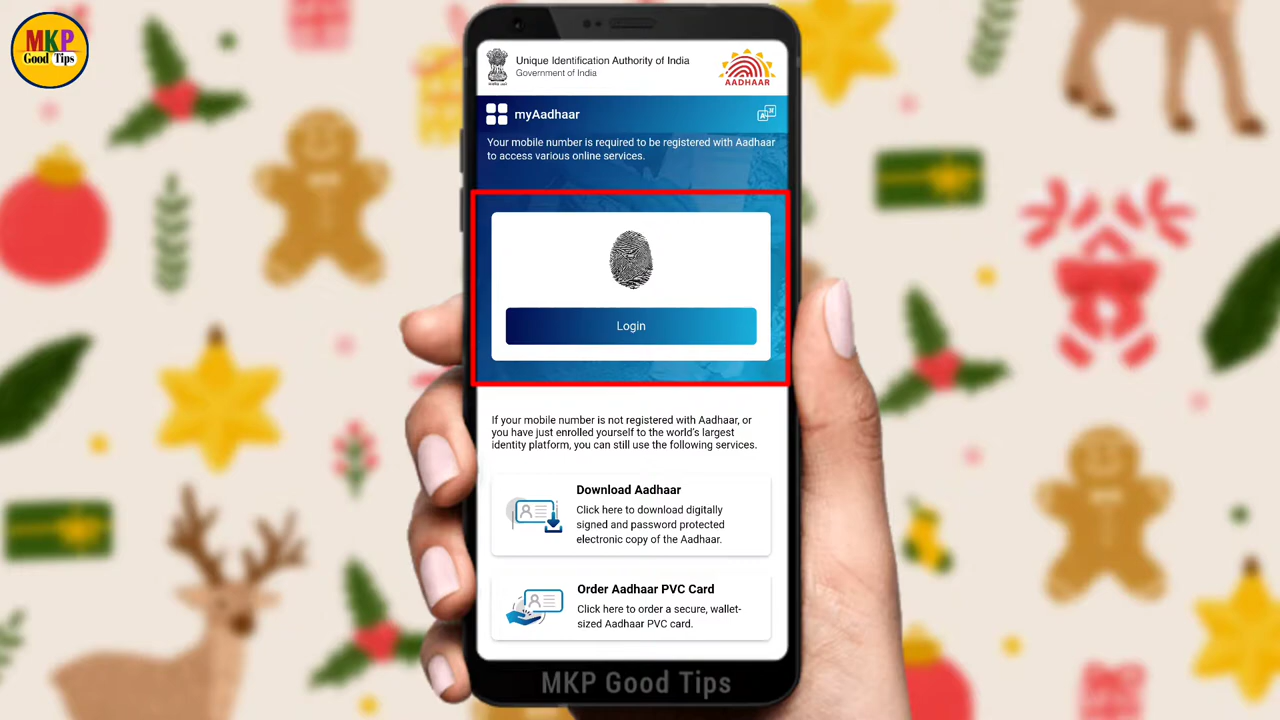 MKP
Good Tips
Unique Identification Authority of India
Government of India
AADHAAR
myAadhaar
Your mobile number is required to be registered with Aadhaar
to access various online services.
Login
If your mobile number is not registered with Aadhaar, or
you have just enrolled yourself to the world's largest
identity platform, you can still use the following services.
Download Aadhaar
Click here to download digitally
signed and password protected
electronic copy of the Aadhaar.
Order Aadhaar PVC Card
Click here to order a secure, wallet-
sized Aadhaar PVC card.
MKP Good Tips